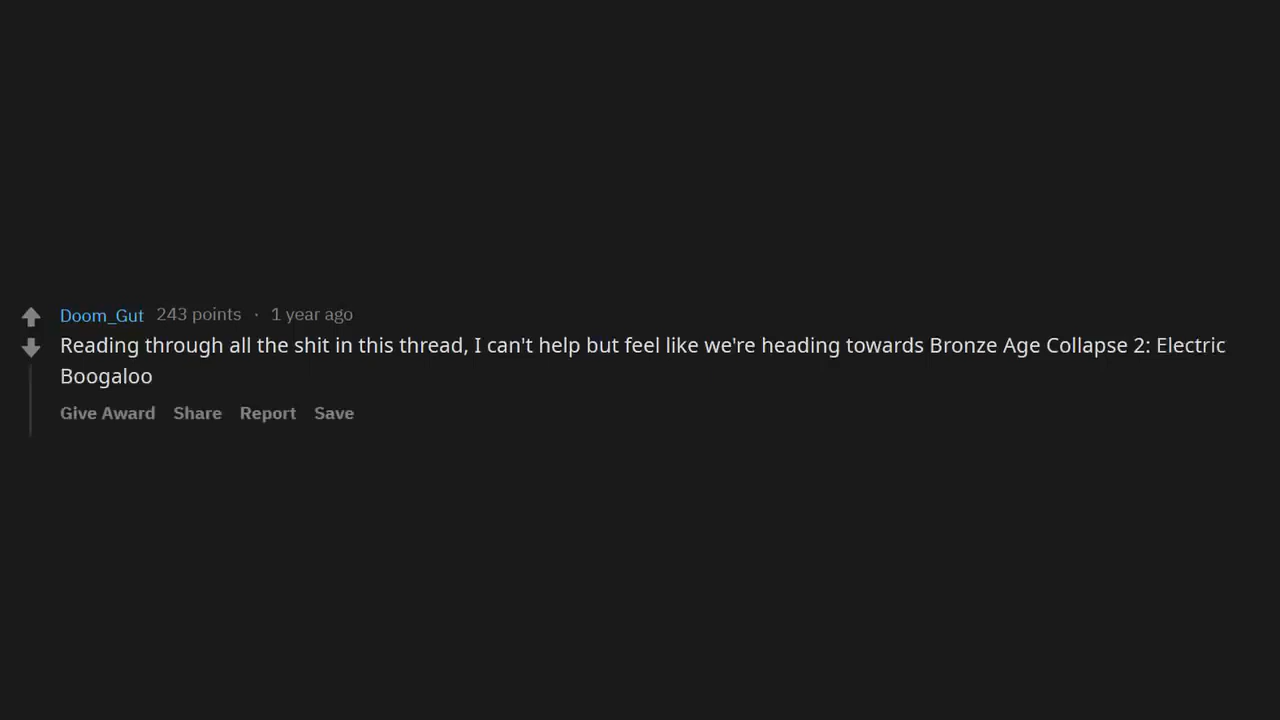 Doom_Gut 243 points · 1 year ago
Reading through all the shit in this thread, I can't help but feel like we're heading towards Bronze Age Collapse 2: Electric
Boogaloo
Give Award Share Report Save